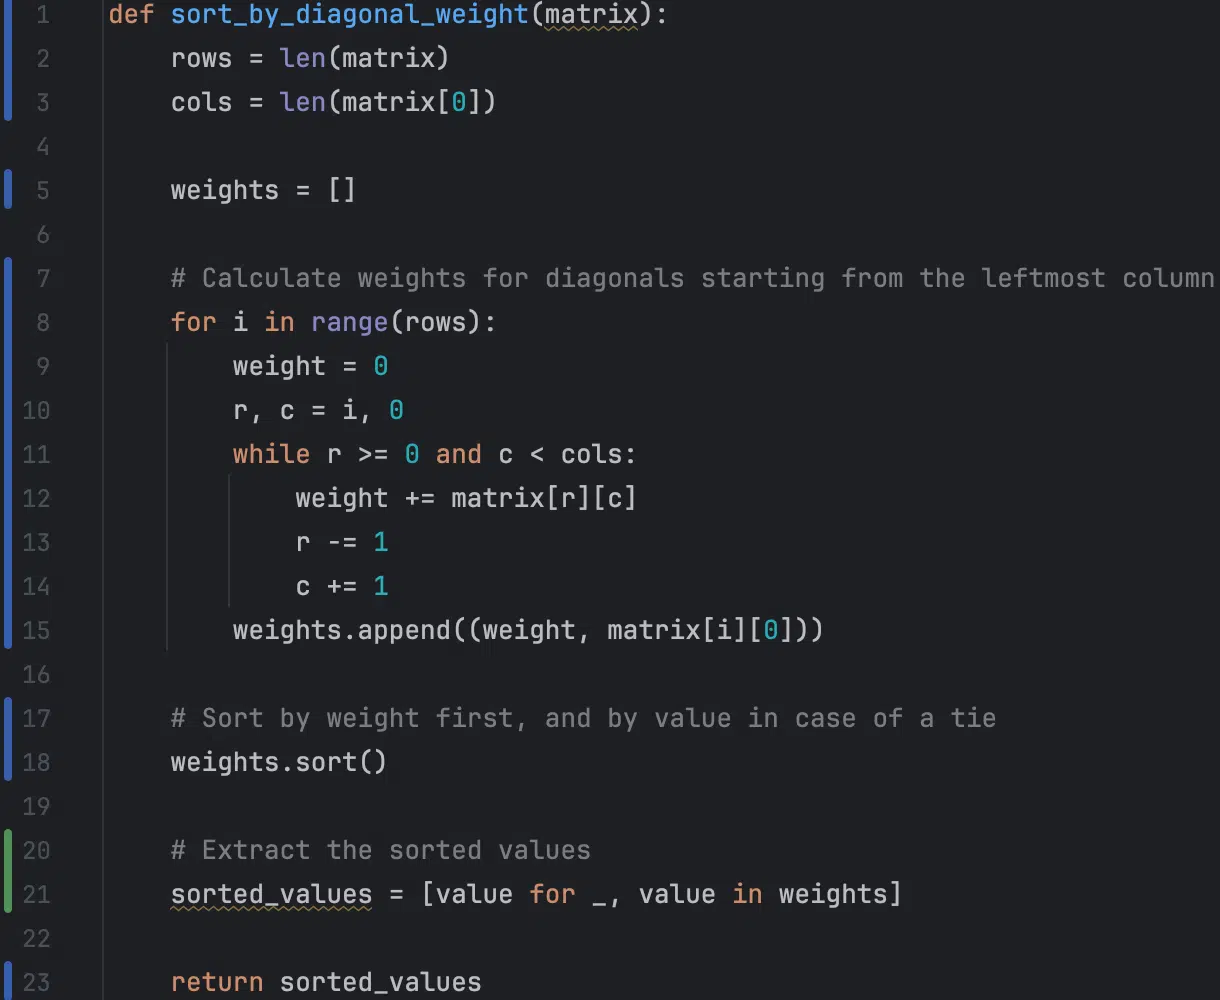 1 def sort_by_diagonal_weight(matrix):
2     rows = len(matrix)
3     cols = len(matrix[0])
4
5     weights = []
6
7     # Calculate weights for diagonals starting from the leftmost column
8     for i in range(rows):
9         weight = 0
10         r, c = i, 0
11         while r >= 0 and c < cols:
12             weight += matrix[r][c]
13             r -= 1
14             c += 1
15         weights.append((weight, matrix[i][0]))
16
17     # Sort by weight first, and by value in case of a tie
18     weights.sort()
19
20     # Extract the sorted values
21     sorted_values = [value for _, value in weights]
22
23     return sorted_values